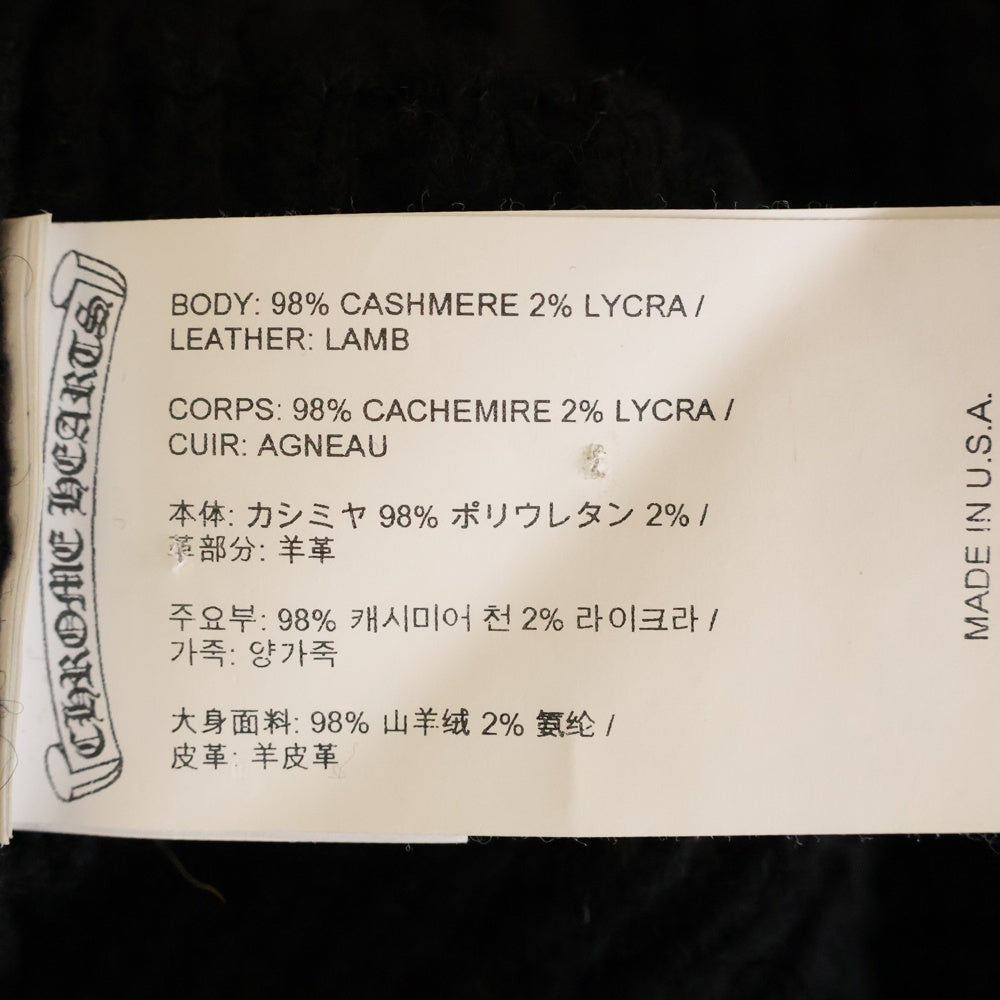 CHROME HEARTS
BODY: 98% CASHMERE 2% LYCRA /
LEATHER: LAMB
CORPS: 98% CACHEMIRE 2% LYCRA /
CUIR: AGNEAU
本体: カシミヤ 98% ポリウレタン 2% /
革部分: 羊革
주요부: 98% 캐시미어 천 2% 라이크라 /
가죽: 양가죽
大身面料: 98% 山羊绒 2% 氨纶 /
皮革: 羊皮革
MADE IN U.S.A.